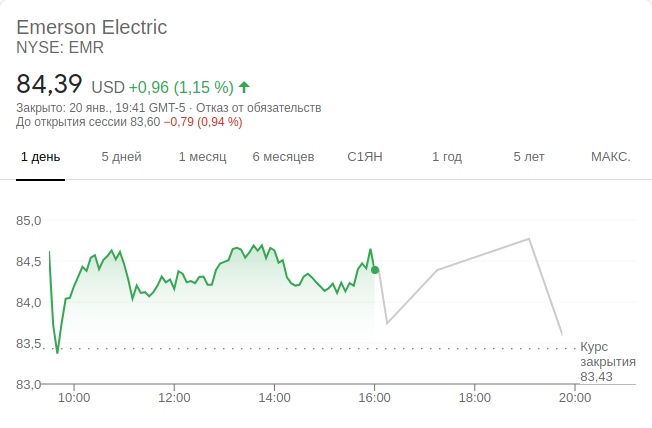 Emerson Electric
NYSE: EMR
84,39 USD +0,96 (1,15 %)
Закрыто: 20 янв., 19:41 GMT-5 · Отказ от обязательств
До открытия сессии 83,60 −0,79 (0,94 %)
1 день 5 дней 1 месяц 6 месяцев С1ЯН 1 год 5 лет МАКС.
85,0
84,5
84,0
83,5
83,0
Курс
закрытия
83,43
10:00 12:00 14:00 16:00 18:00 20:00